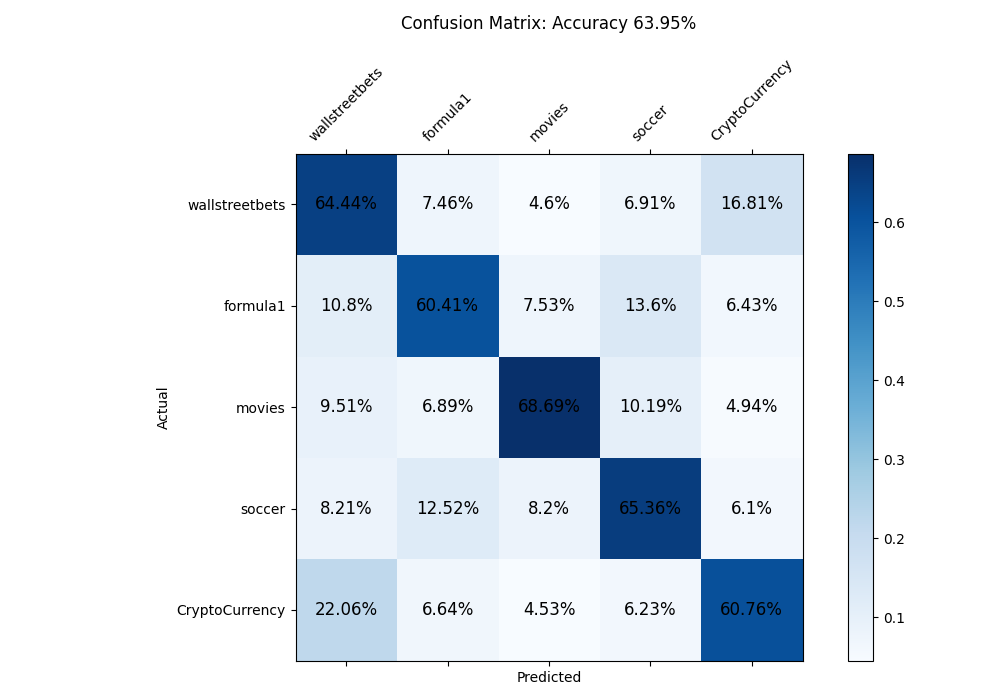 Confusion Matrix: Accuracy 63.95%
wallstreetbets formula1 movies soccer CryptoCurrency
wallstreetbets 64.44% 7.46% 4.6% 6.91% 16.81%
formula1 10.8% 60.41% 7.53% 13.6% 6.43%
movies 9.51% 6.89% 68.69% 10.19% 4.94%
soccer 8.21% 12.52% 8.2% 65.36% 6.1%
CryptoCurrency 22.06% 6.64% 4.53% 6.23% 60.76%
Actual
Predicted
0.6
0.5
0.4
0.3
0.2
0.1